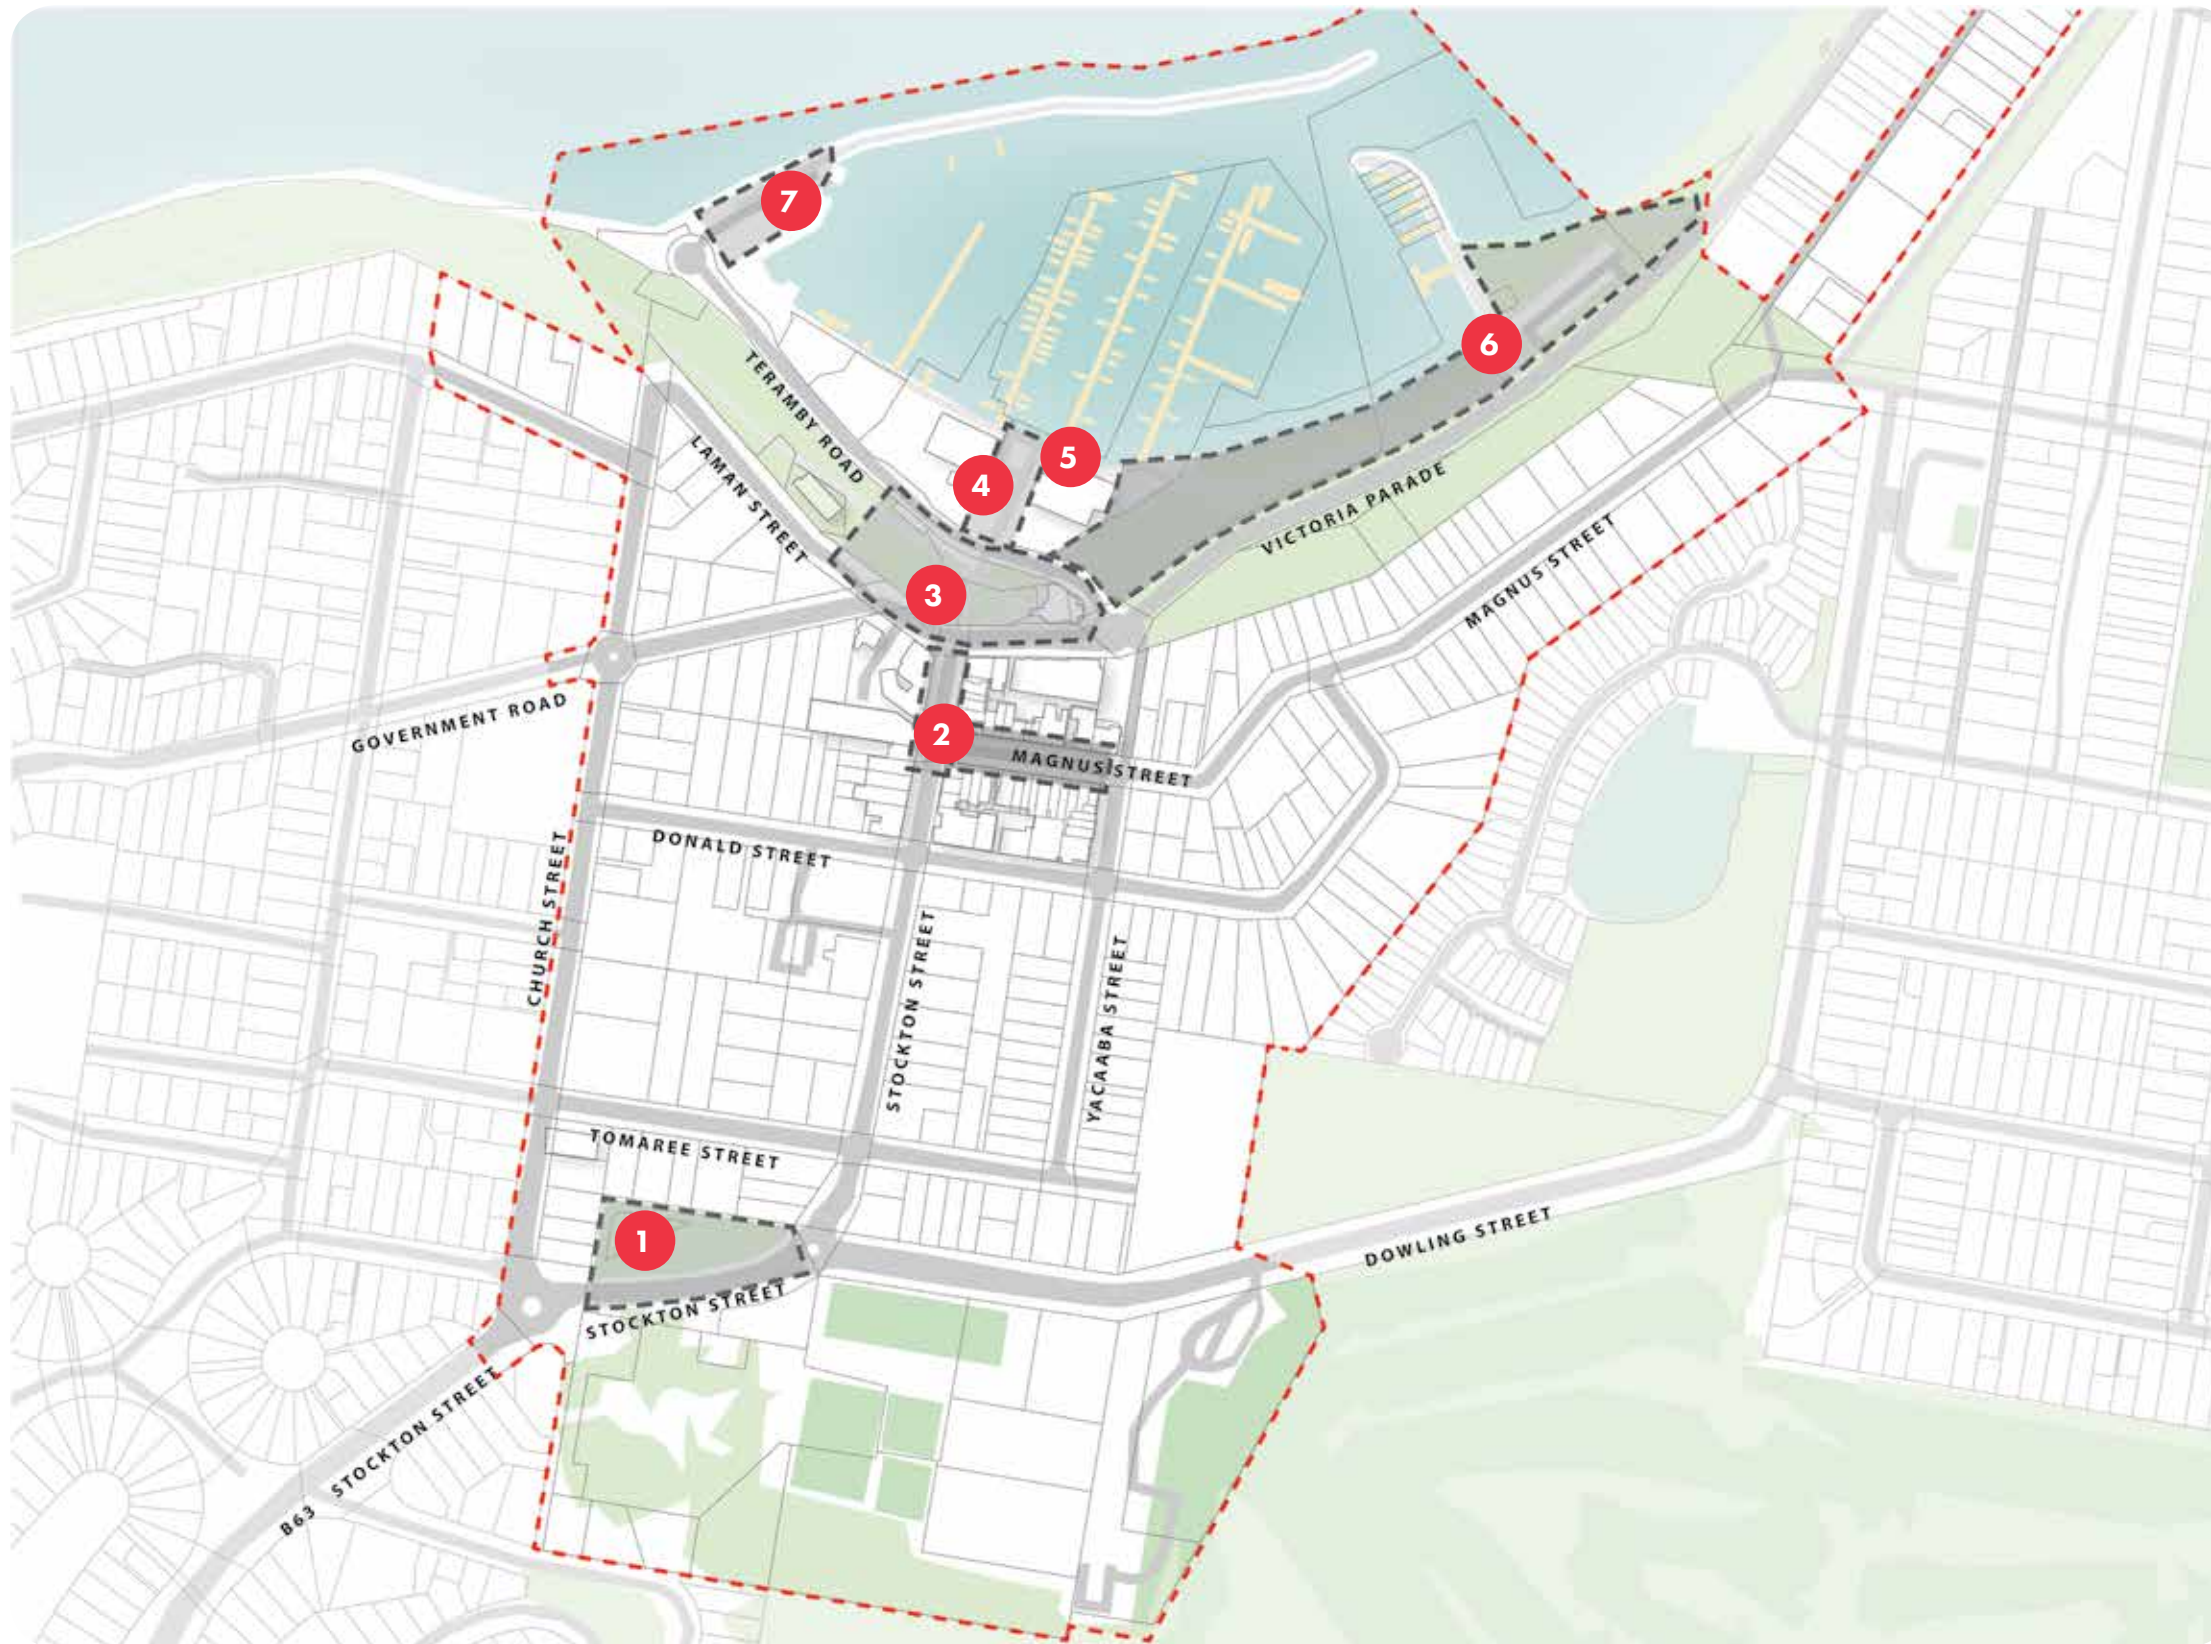 7
6
TERAMBY ROAD
LAMAN STREET
5
4
VICTORIA PARADE
MAGNUS STREET
3
GOVERNMENT ROAD
2
MAGNUS STREET
DONALD STREET
CHURCH STREET
STOCKTON STREET
YACAABA STREET
TOMAREE STREET
1
DOWLING STREET
STOCKTON STREET
B63 STOCKTON STREET